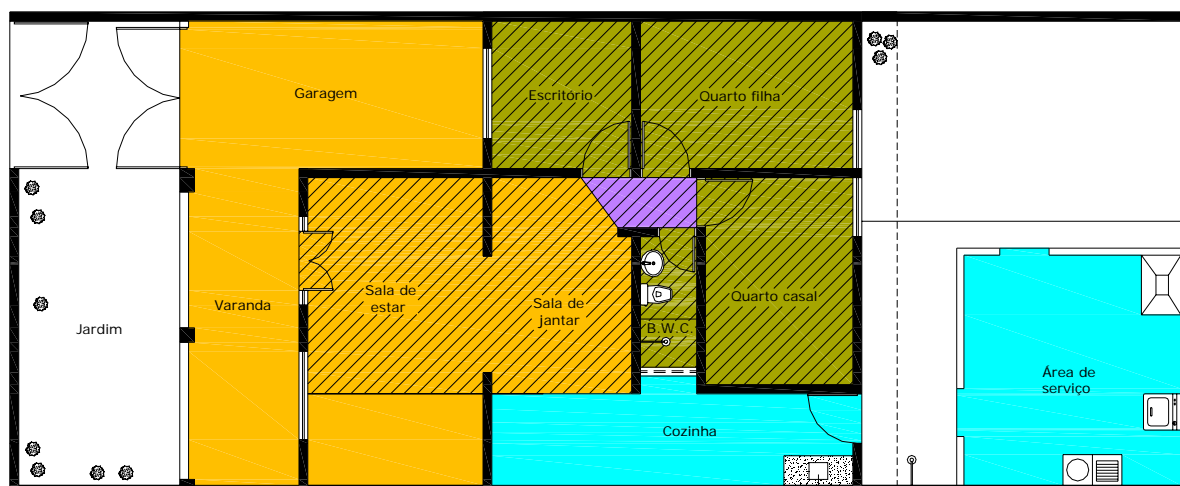 Garagem
Escritório
Quarto filha
Sala de
estar
Sala de
jantar
Quarto casal
Varanda
Jardim
B.W.C.
Área de
serviço
Cozinha